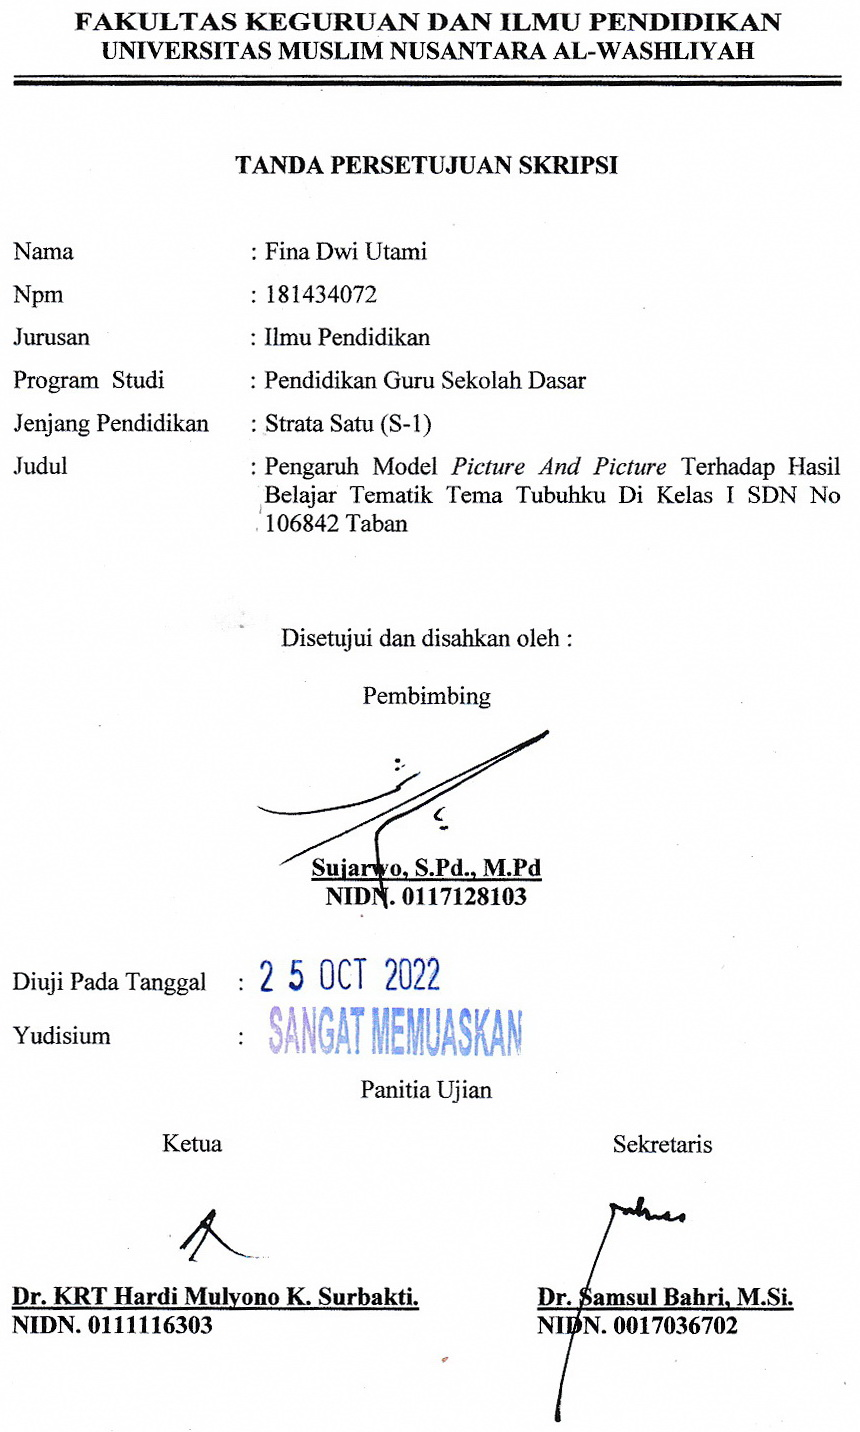 FAKULTAS KEGURUAN DAN ILMU PENDIDIKAN
UNIVERSITAS MUSLIM NUSANTARA AL-WASHLIYAH
TANDA PERSETUJUAN SKRIPSI
Nama : Fina Dwi Utami
Npm : 181434072
Jurusan : Ilmu Pendidikan
Program Studi : Pendidikan Guru Sekolah Dasar
Jenjang Pendidikan : Strata Satu (S-1)
Judul : Pengaruh Model Picture And Picture Terhadap Hasil
Belajar Tematik Tema Tubuhku Di Kelas I SDN No
106842 Taban
Disetujui dan disahkan oleh :
Pembimbing
Sujarwo, S.Pd., M.Pd
NIDN. 0117128103
Diuji Pada Tanggal : 25 OCT 2022
Yudisium : SANGAT MEMUASKAN
Panitia Ujian
Ketua Sekretaris
Dr. KRT Hardi Mulyono K. Surbakti. Dr. Samsul Bahri, M.Si.
NIDN. 0111116303 NIDN. 0017036702